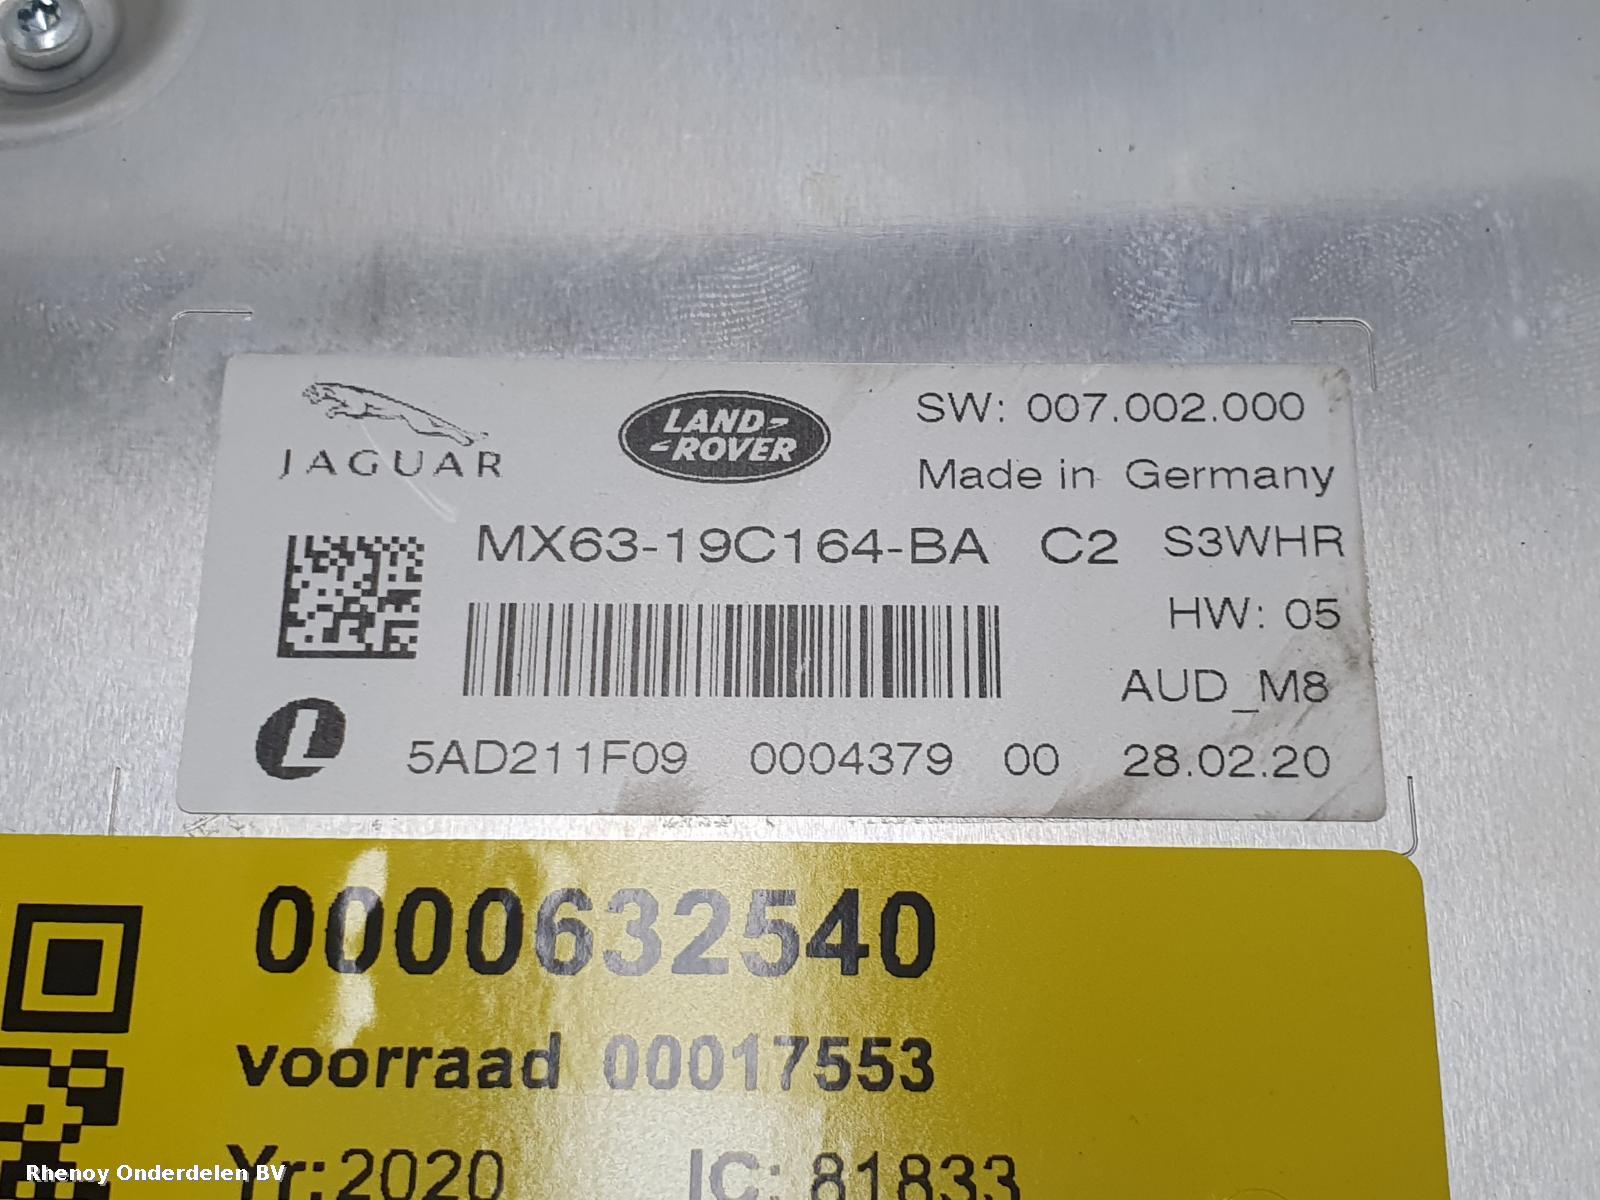 JAGUAR
LAND-
-ROVER
SW: 007.002.000
Made in Germany
MX63-19C164-BA C2 S3WHR
HW: 05
AUD_M8
L 5AD211F09 0004379 00 28.02.20
0000632540
voorraad 00017553
Yr:2020 IC: 81833
Rhenoy Onderdelen BV